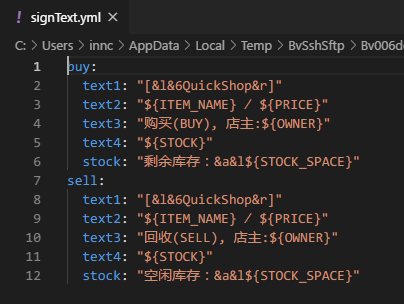 ! signText.yml ×
C: > Users > innc > AppData > Local > Temp > BvSshSftp > Bv006d
1 buy:
2 text1: "[&l&6QuickShop&r]"
3 text2: "${ITEM_NAME} / ${PRICE}"
4 text3: "购买(BUY), 店主:${OWNER}"
5 text4: "${STOCK}"
6 stock: "剩余库存：&a&l${STOCK_SPACE}"
7 sell:
8 text1: "[&l&6QuickShop&r]"
9 text2: "${ITEM_NAME} / ${PRICE}"
10 text3: "回收(SELL), 店主:${OWNER}"
11 text4: "${STOCK}"
12 stock: "空闲库存：&a&l${STOCK_SPACE}"